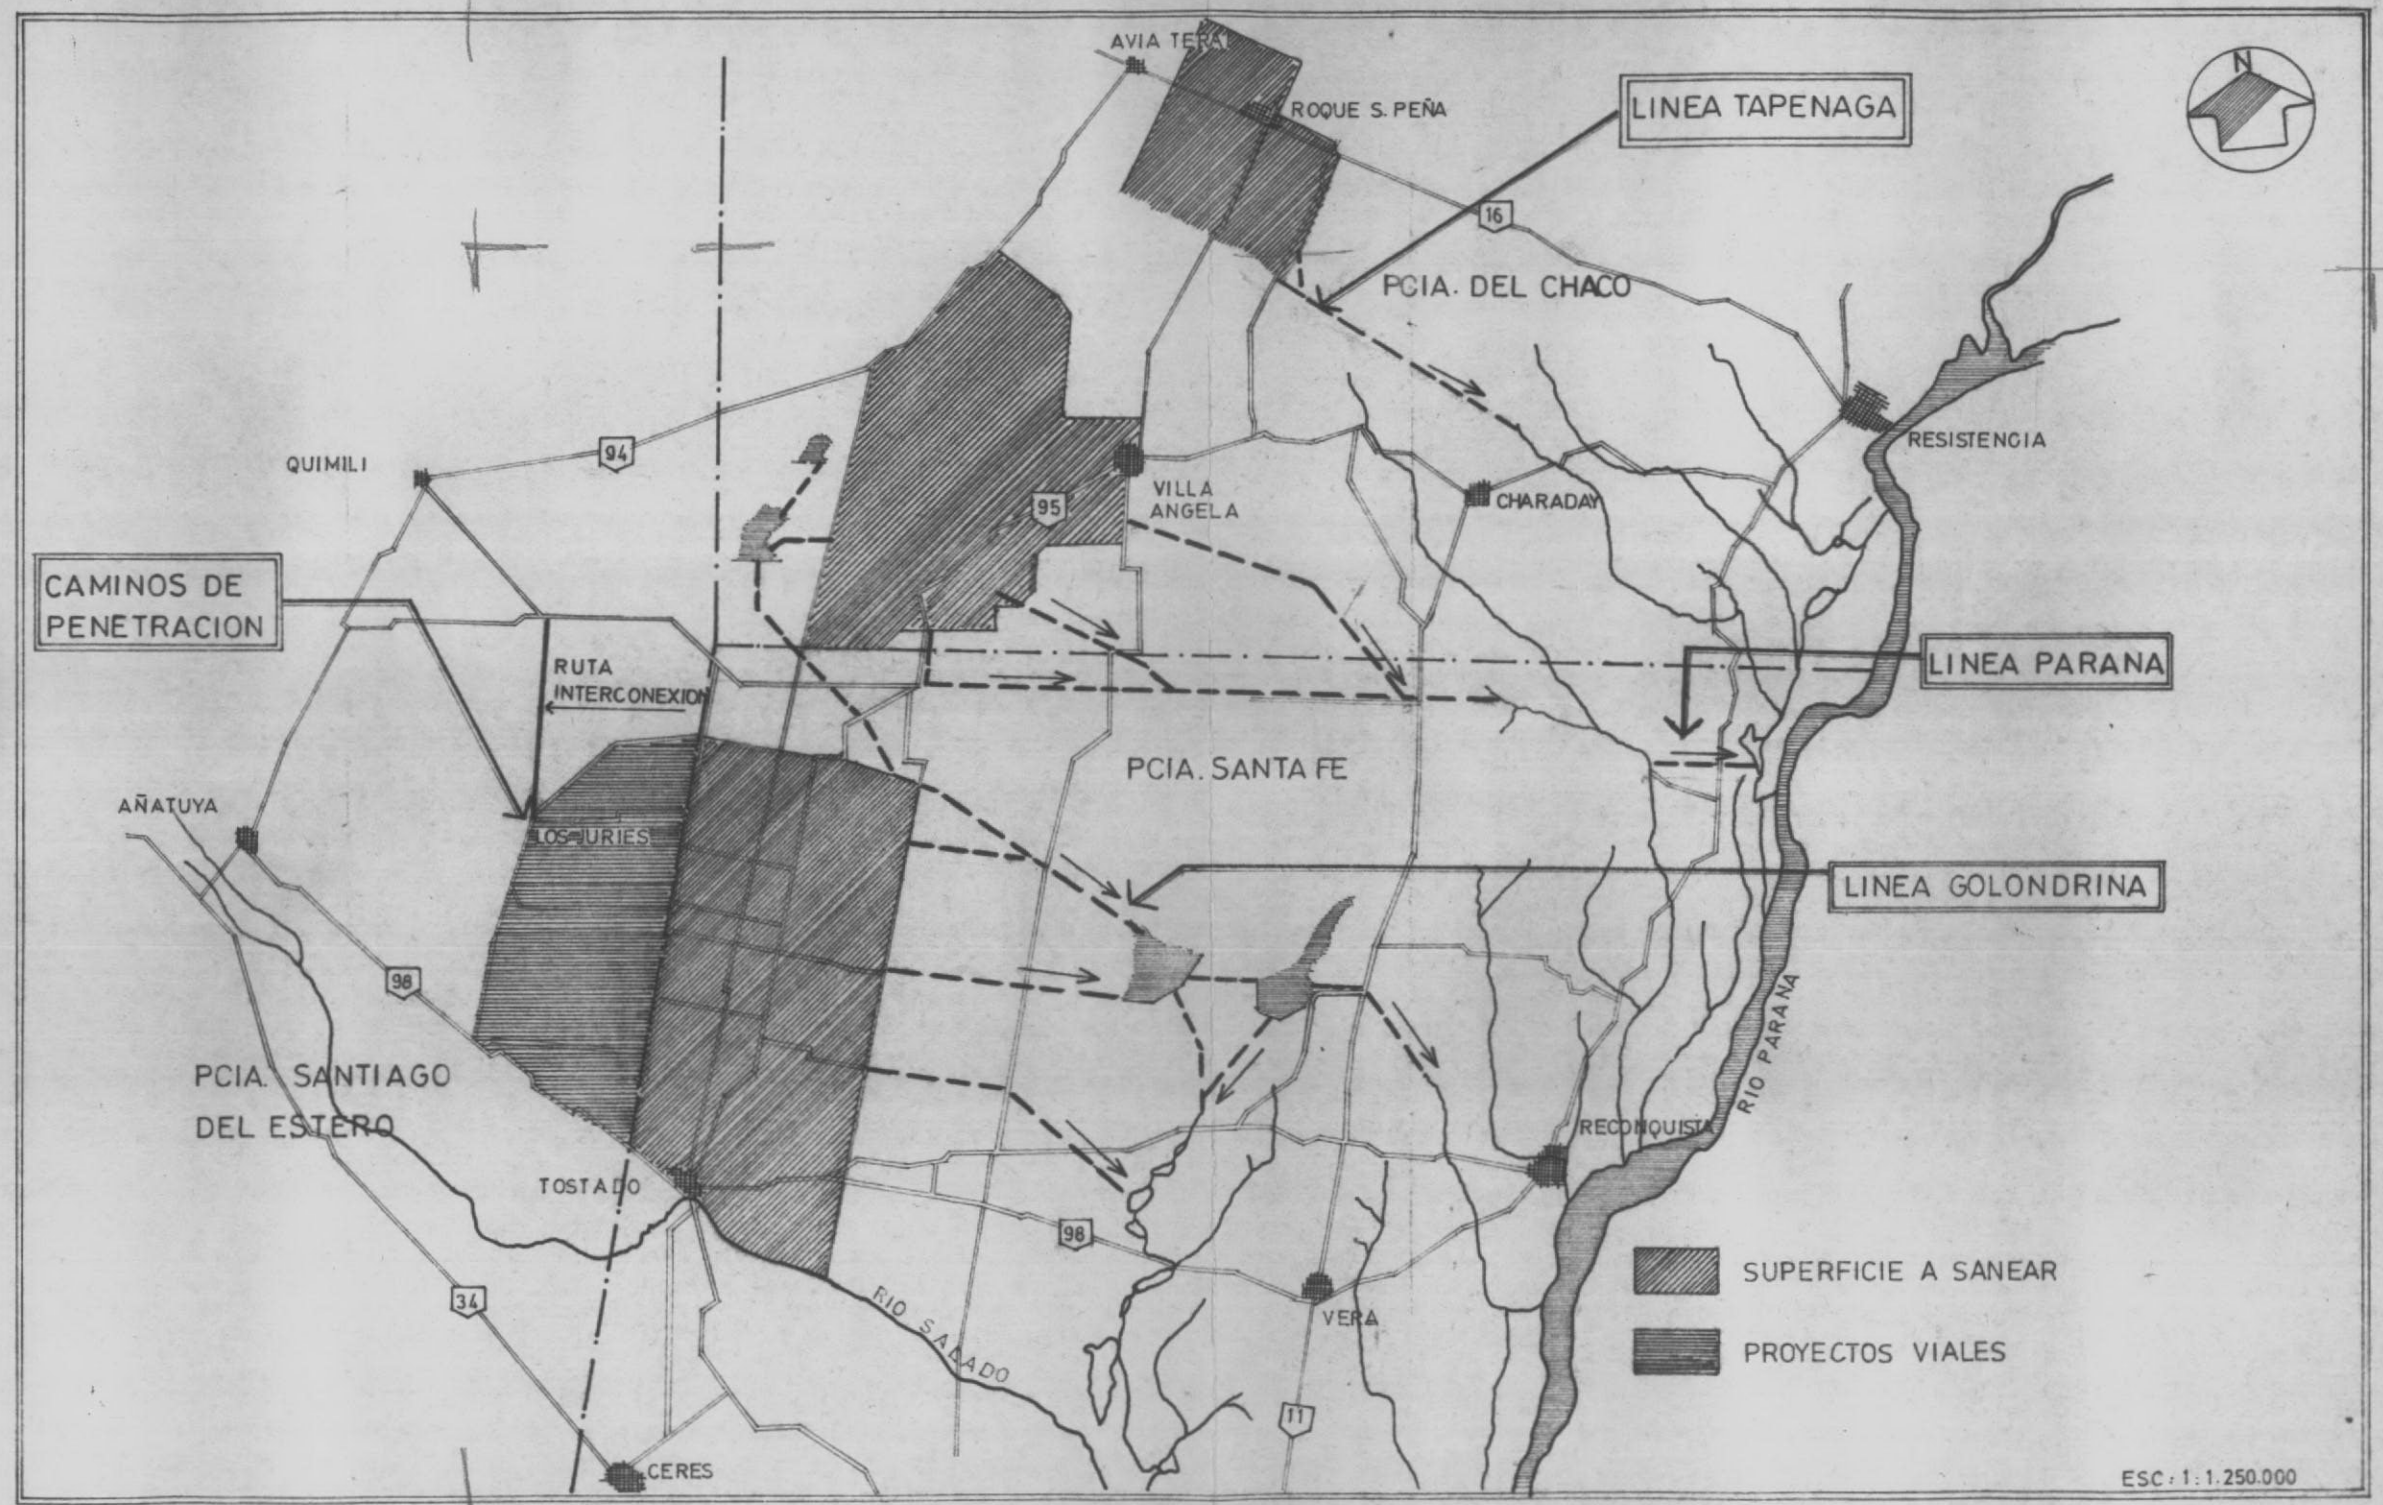 AVIA TERAI
ROQUE S. PEÑA
LINEA TAPENAGA
N
16
PCIA. DEL CHACO
94
QUIMILI
RESISTENCIA
VILLA
ANGELA
95
CHARADAY
CAMINOS DE
PENETRACION
RUTA
INTERCONEXION
LINEA PARANA
PCIA. SANTA FE
AÑATUYA
LOS JURIES
LINEA GOLONDRINA
98
RIO PARANA
PCIA. SANTIAGO
DEL ESTERO
RECONQUISTA
TOSTADO
98
SUPERFICIE A SANEAR
34
RIO SALADO
VERA
PROYECTOS VIALES
11
CERES
ESC: 1: 1.250.000